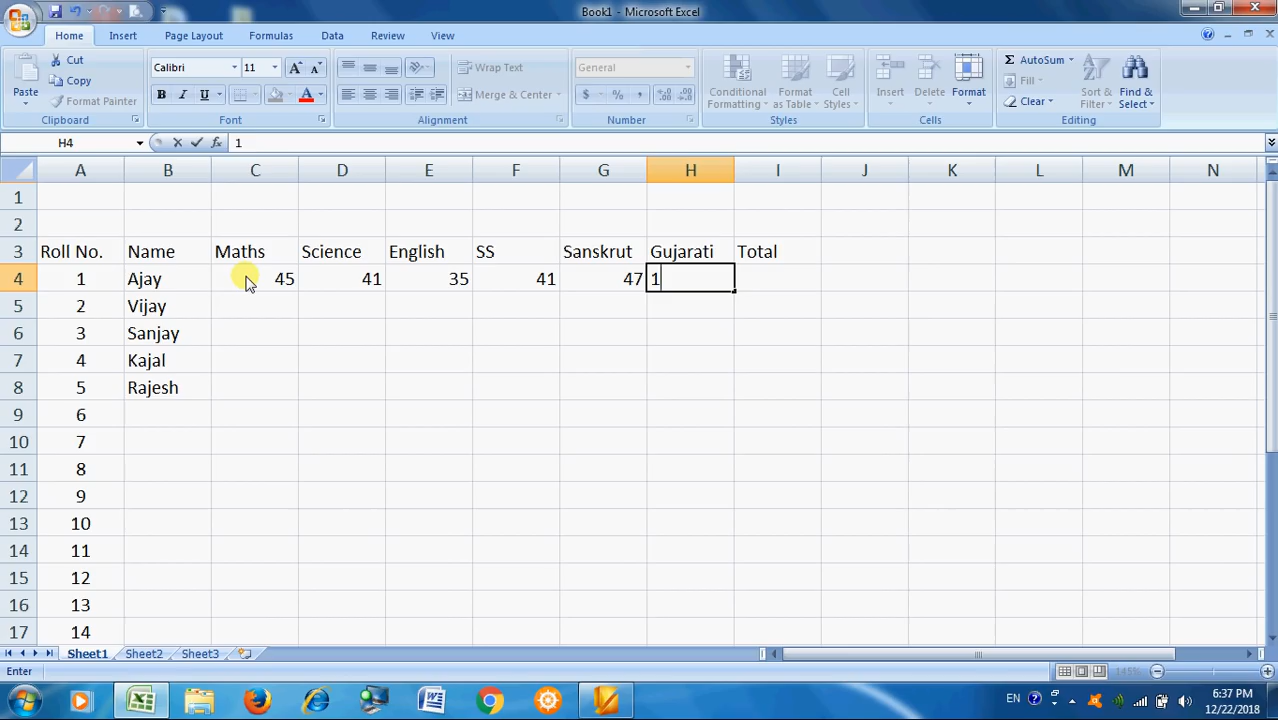 Book1 - Microsoft Excel
Home Insert Page Layout Formulas Data Review View
Paste
Cut
Copy
Format Painter
Clipboard
Calibri 11
B I U
Font
Wrap Text
Merge & Center
Alignment
General
$ % ,
Number
Conditional Formatting
Format as Table
Cell Styles
Styles
Insert
Delete
Format
Cells
Σ AutoSum
Fill
Clear
Sort & Filter
Find & Select
Editing
H4 fx 1
A B C D E F G H I J K L M N
1
2
3 Roll No. Name Maths Science English SS Sanskrut Gujarati Total
4 1 Ajay 45 41 35 41 47 1
5 2 Vijay
6 3 Sanjay
7 4 Kajal
8 5 Rajesh
9 6
10 7
11 8
12 9
13 10
14 11
15 12
16 13
17 14
Sheet1 Sheet2 Sheet3
Enter 145%
EN 6:37 PM
12/22/2018